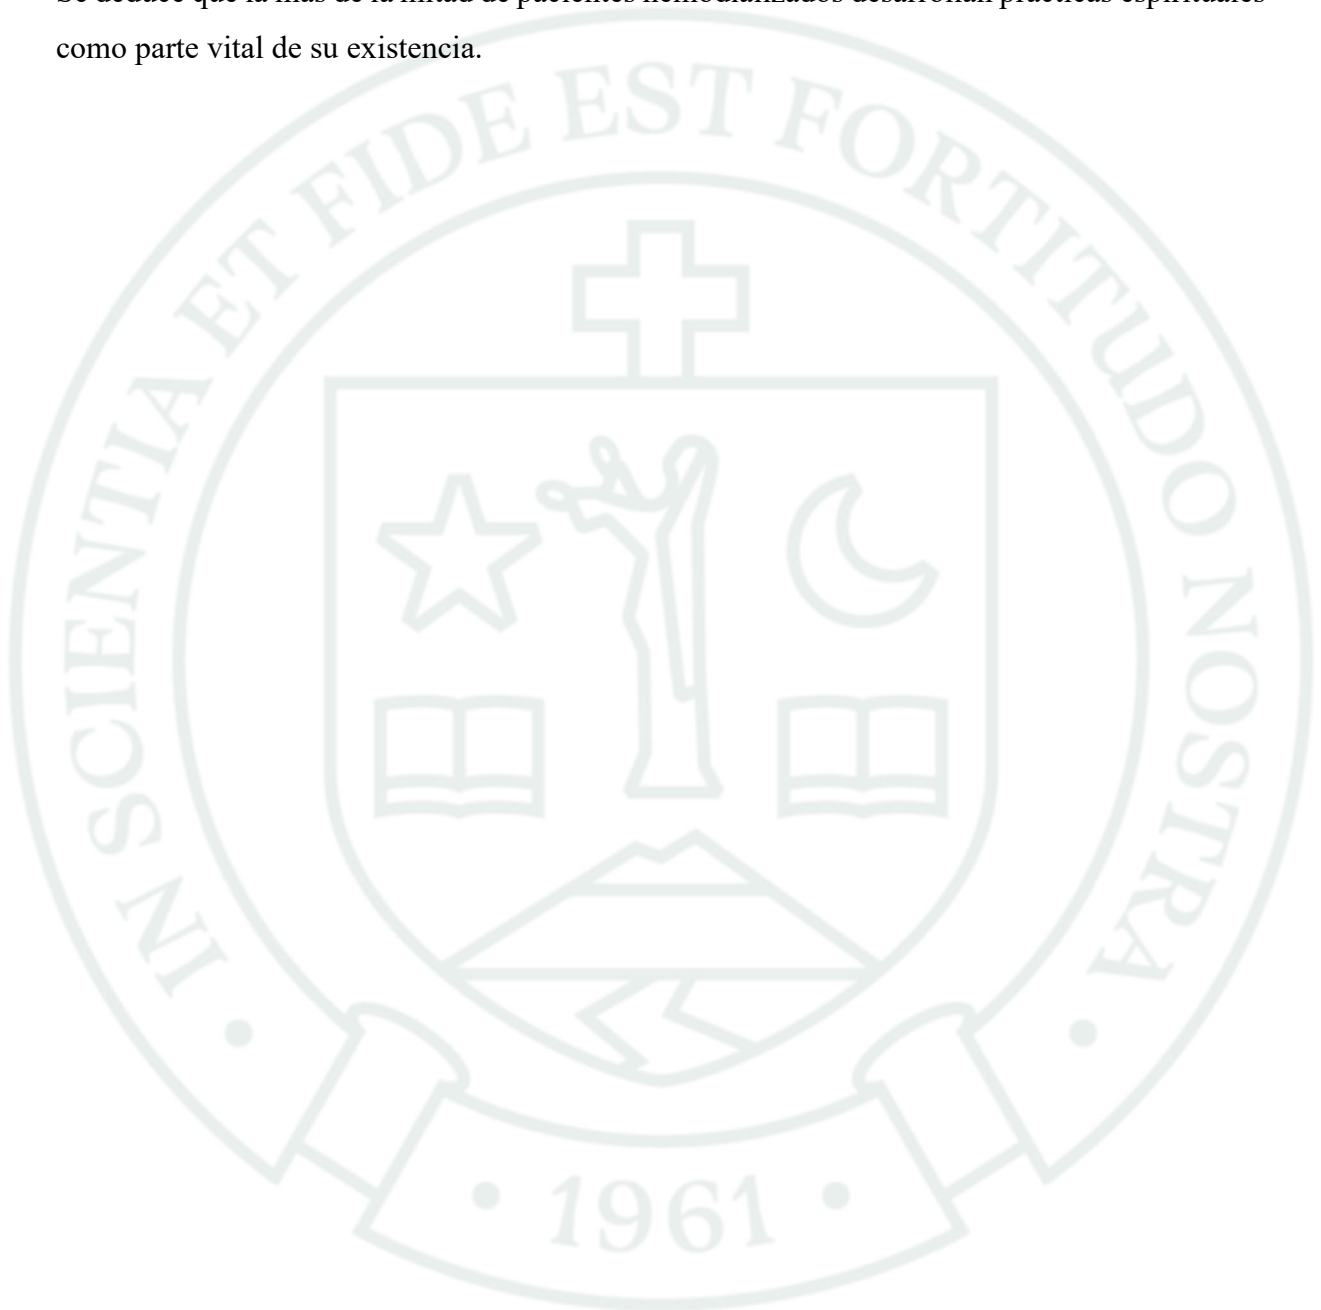 Se deduce que la más de la mitad de pacientes hemodializados desarrollan prácticas espirituales
como parte vital de su existencia.
IN SCIENTIA ET FIDE EST FORTITUDO NOSTRA
• 1961 •